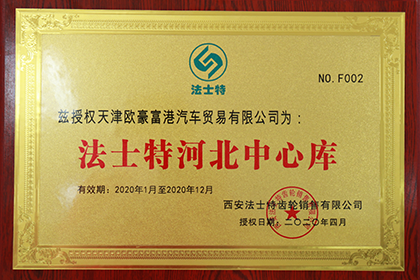 法士特
NO.F002
兹授权天津欧豪富港汽车贸易有限公司为：
法士特河北中心库
有效期：2020年1月至2020年12月
西安法士特齿轮销售有限公司
授权日期：二〇二〇年四月